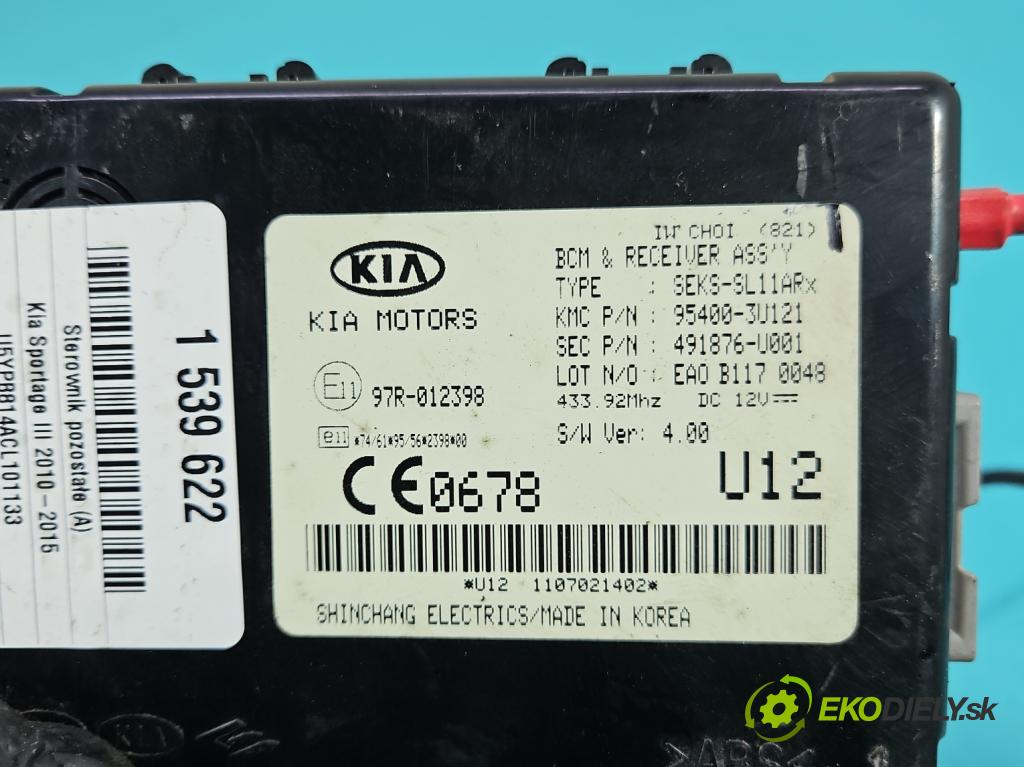 1 539 622
Sterownik pozostałe (A)
Kia Sportage III 2010-2015
U5YPB814ACL101133
KIA
KIA MOTORS
E11 97R-012398
e11 *74/61*95/56*2398*00
CE0678
IW CHOI (821)
BCM & RECEIVER ASS'Y
TYPE : SEKS-SL11ARx
KMC P/N : 95400-3U121
SEC P/N : 491876-U001
LOT N/O : EAO B117 0048
433.92Mhz DC 12V
S/W Ver: 4.00
U12
*U12 1107021402*
SHINCHANG ELECTRICS/MADE IN KOREA
KIA
>ABS<
EKODIELY.sk